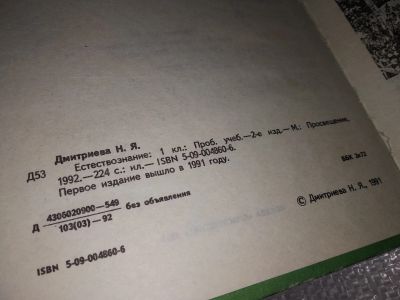 Дмитриева Н. Я.
Д53 Естествознание: 1 кл.: Проб. учеб.—2-е изд.—М.: Просвещение,
1992.—224 с.: ил.— ISBN 5-09-004860-6.
Первое издание вышло в 1991 году.
Д 4306020900—549
103(03)—92 без объявления
ББК 2я72
ISBN 5-09-004860-6
© Дмитриева Н. Я., 1991